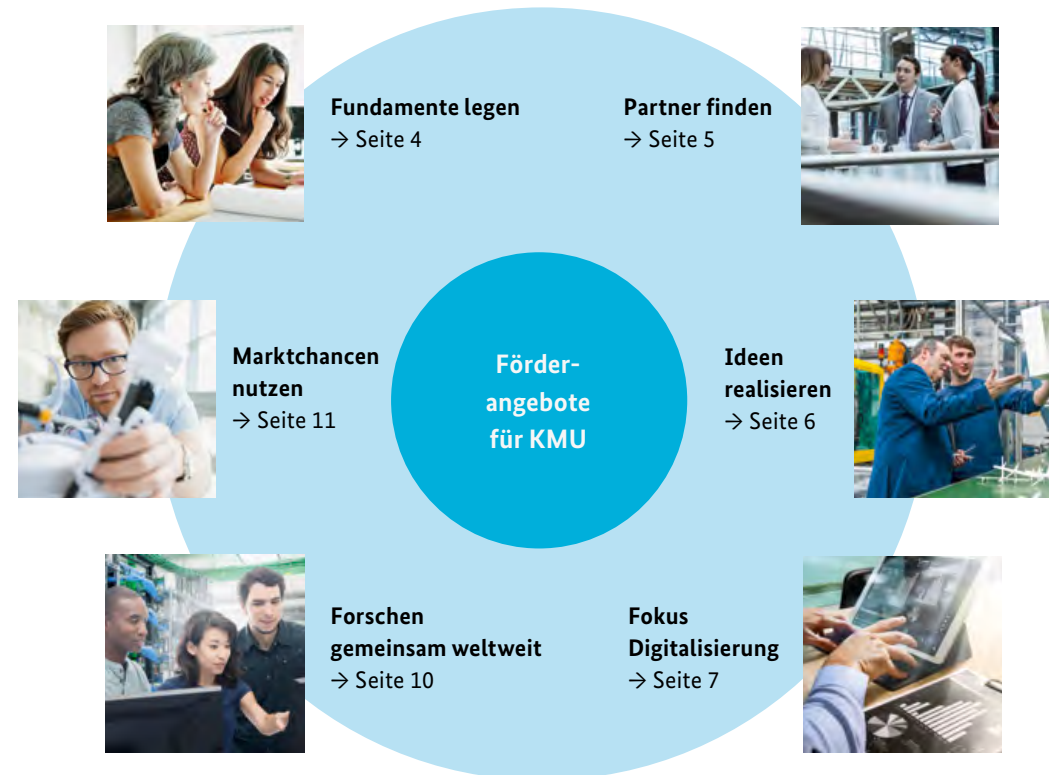 Fundamente legen
→ Seite 4
Partner finden
→ Seite 5
Marktchancen
nutzen
→ Seite 11
Förder-
angebote
für KMU
Ideen
realisieren
→ Seite 6
Forschen
gemeinsam weltweit
→ Seite 10
Fokus
Digitalisierung
→ Seite 7